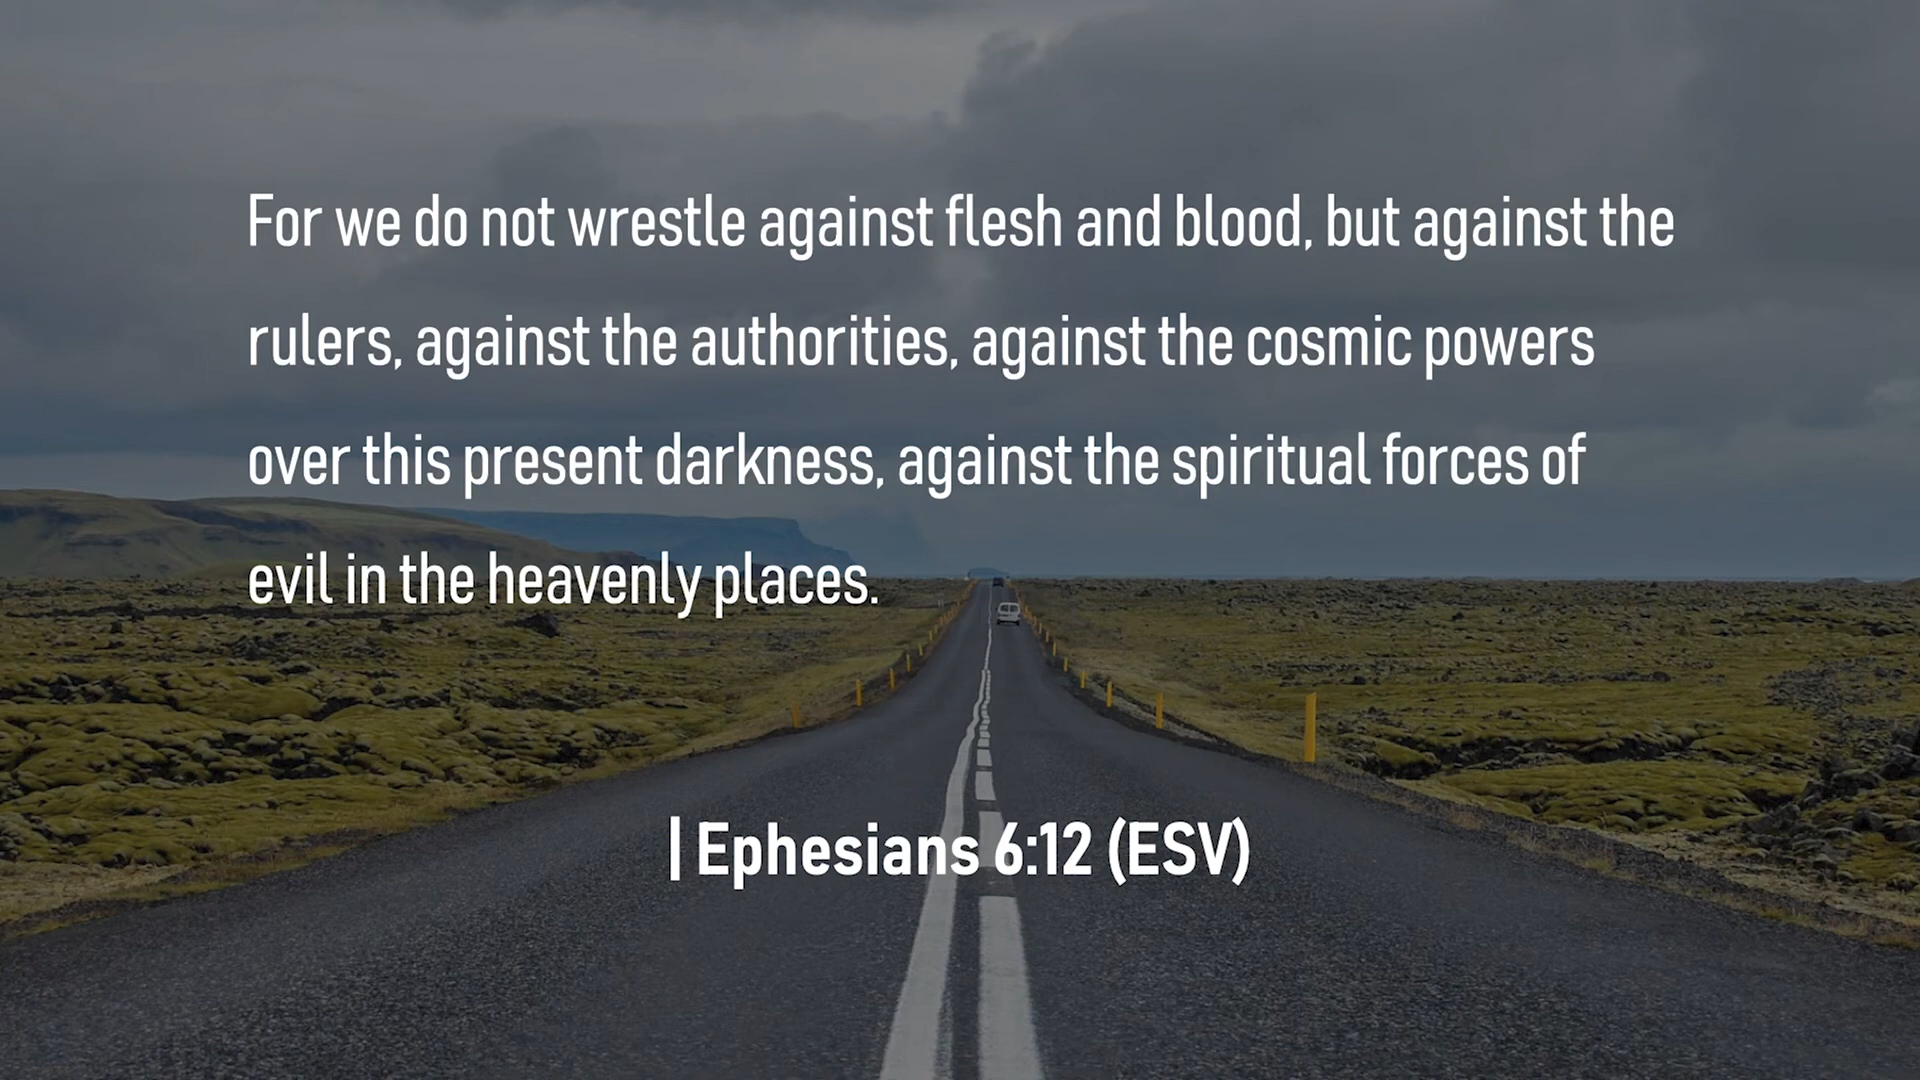 For we do not wrestle against flesh and blood, but against the
rulers, against the authorities, against the cosmic powers
over this present darkness, against the spiritual forces of
evil in the heavenly places.
| Ephesians 6:12 (ESV)